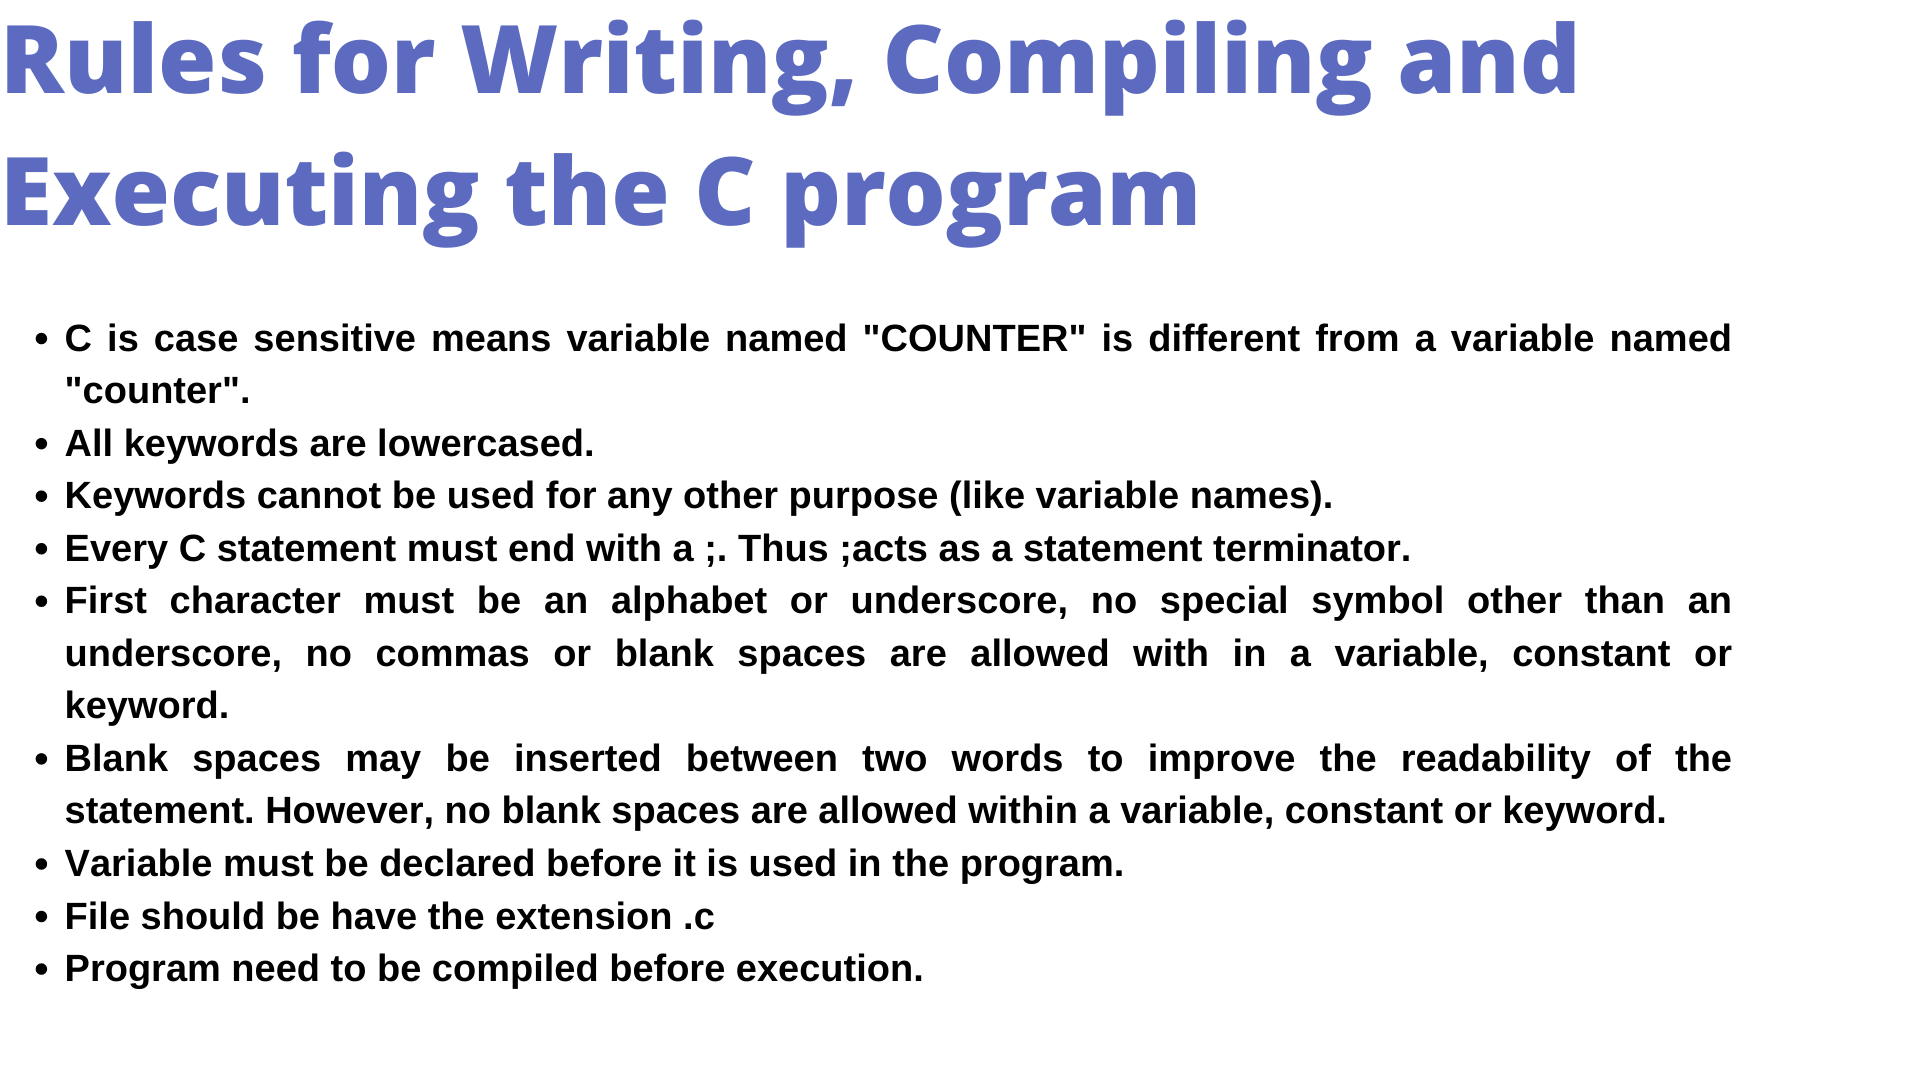 Rules for Writing, Compiling and
Executing the C program
• C is case sensitive means variable named "COUNTER" is different from a variable named
"counter".
• All keywords are lowercased.
• Keywords cannot be used for any other purpose (like variable names).
• Every C statement must end with a ;. Thus ;acts as a statement terminator.
• First character must be an alphabet or underscore, no special symbol other than an
underscore, no commas or blank spaces are allowed with in a variable, constant or
keyword.
• Blank spaces may be inserted between two words to improve the readability of the
statement. However, no blank spaces are allowed within a variable, constant or keyword.
• Variable must be declared before it is used in the program.
• File should be have the extension .c
• Program need to be compiled before execution.